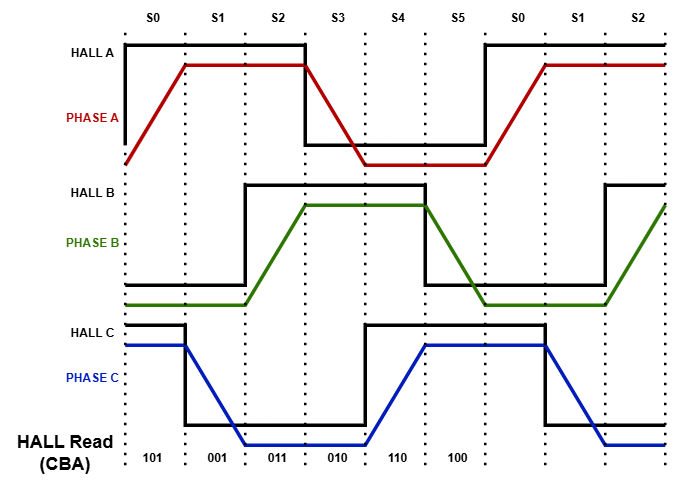 S0 S1 S2 S3 S4 S5 S0 S1 S2
HALL A
PHASE A
HALL B
PHASE B
HALL C
PHASE C
HALL Read
(CBA)
101 001 011 010 110 100